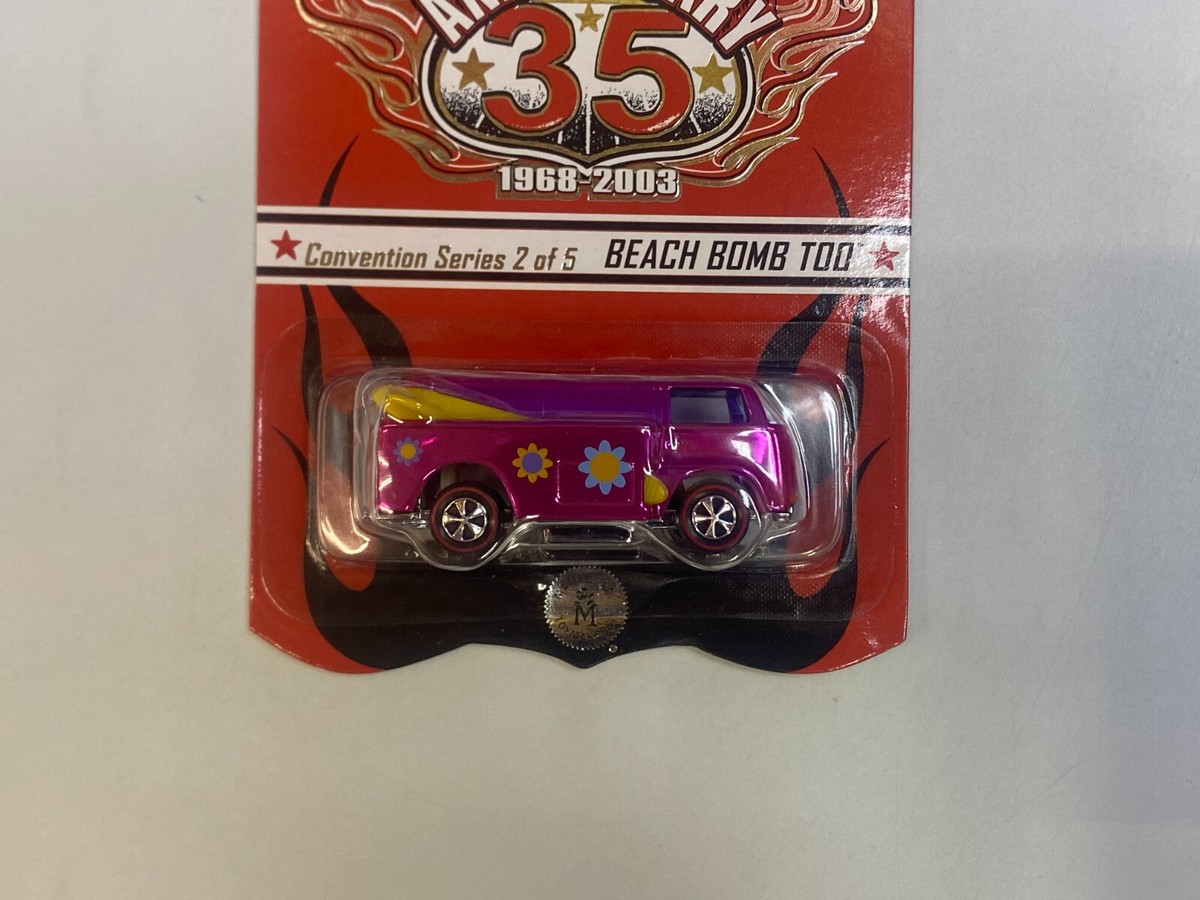 35
1968-2003
Convention Series 2 of 5 BEACH BOMB TOO
M